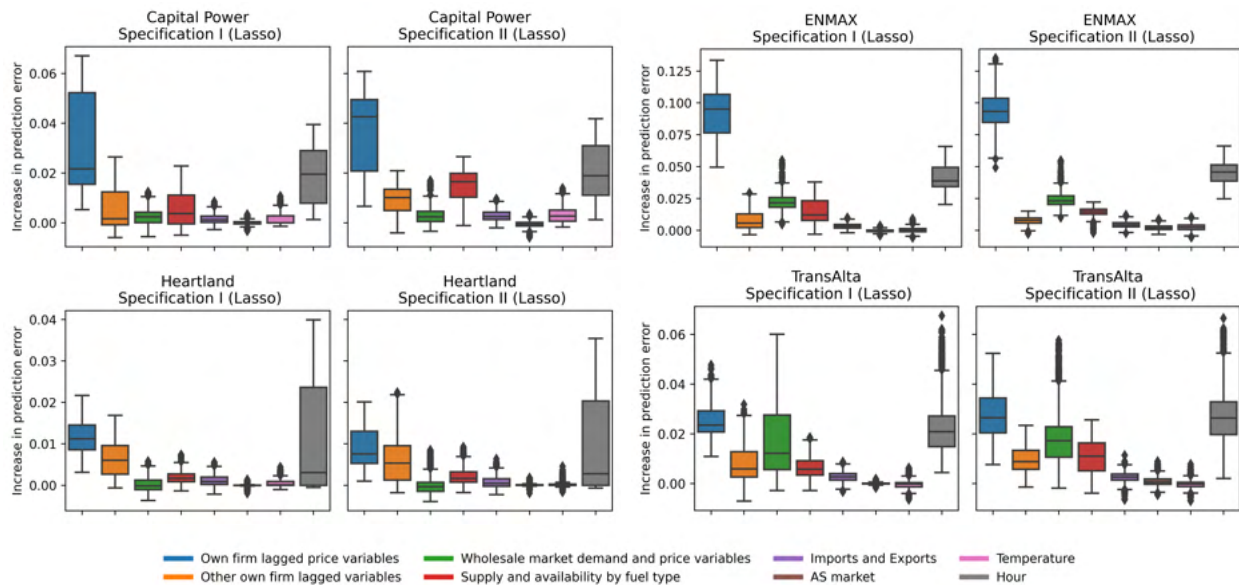 Capital Power
Specification I (Lasso)
Capital Power
Specification II (Lasso)
Increase in prediction error
0.06
0.04
0.02
0.00
ENMAX
Specification I (Lasso)
ENMAX
Specification II (Lasso)
Increase in prediction error
0.125
0.100
0.075
0.050
0.025
0.000
Heartland
Specification I (Lasso)
Heartland
Specification II (Lasso)
Increase in prediction error
0.04
0.03
0.02
0.01
0.00
TransAlta
Specification I (Lasso)
TransAlta
Specification II (Lasso)
Increase in prediction error
0.06
0.04
0.02
0.00
Own firm lagged price variables
Other own firm lagged variables
Wholesale market demand and price variables
Supply and availability by fuel type
Imports and Exports
AS market
Temperature
Hour